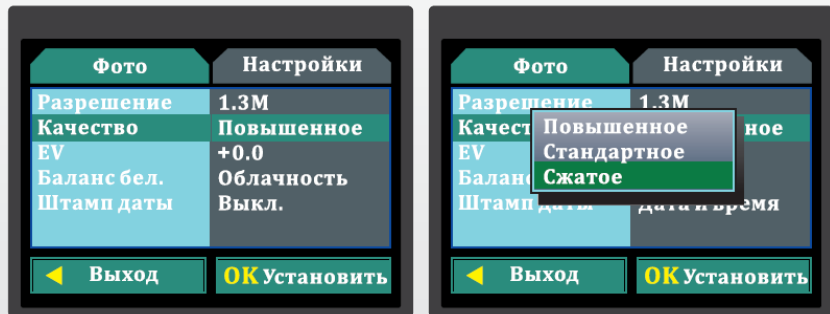 Фото Настройки
Разрешение 1.3M
Качество Повышенное
EV +0.0
Баланс бел. Облачность
Штамп даты Выкл.
Выход OK Установить
Фото Настройки
Разрешение 1.3M
Качест ное
Повышенное
EV
Стандартное
Баланс
Сжатое
Штамп даты Дата и время
Выход OK Установить